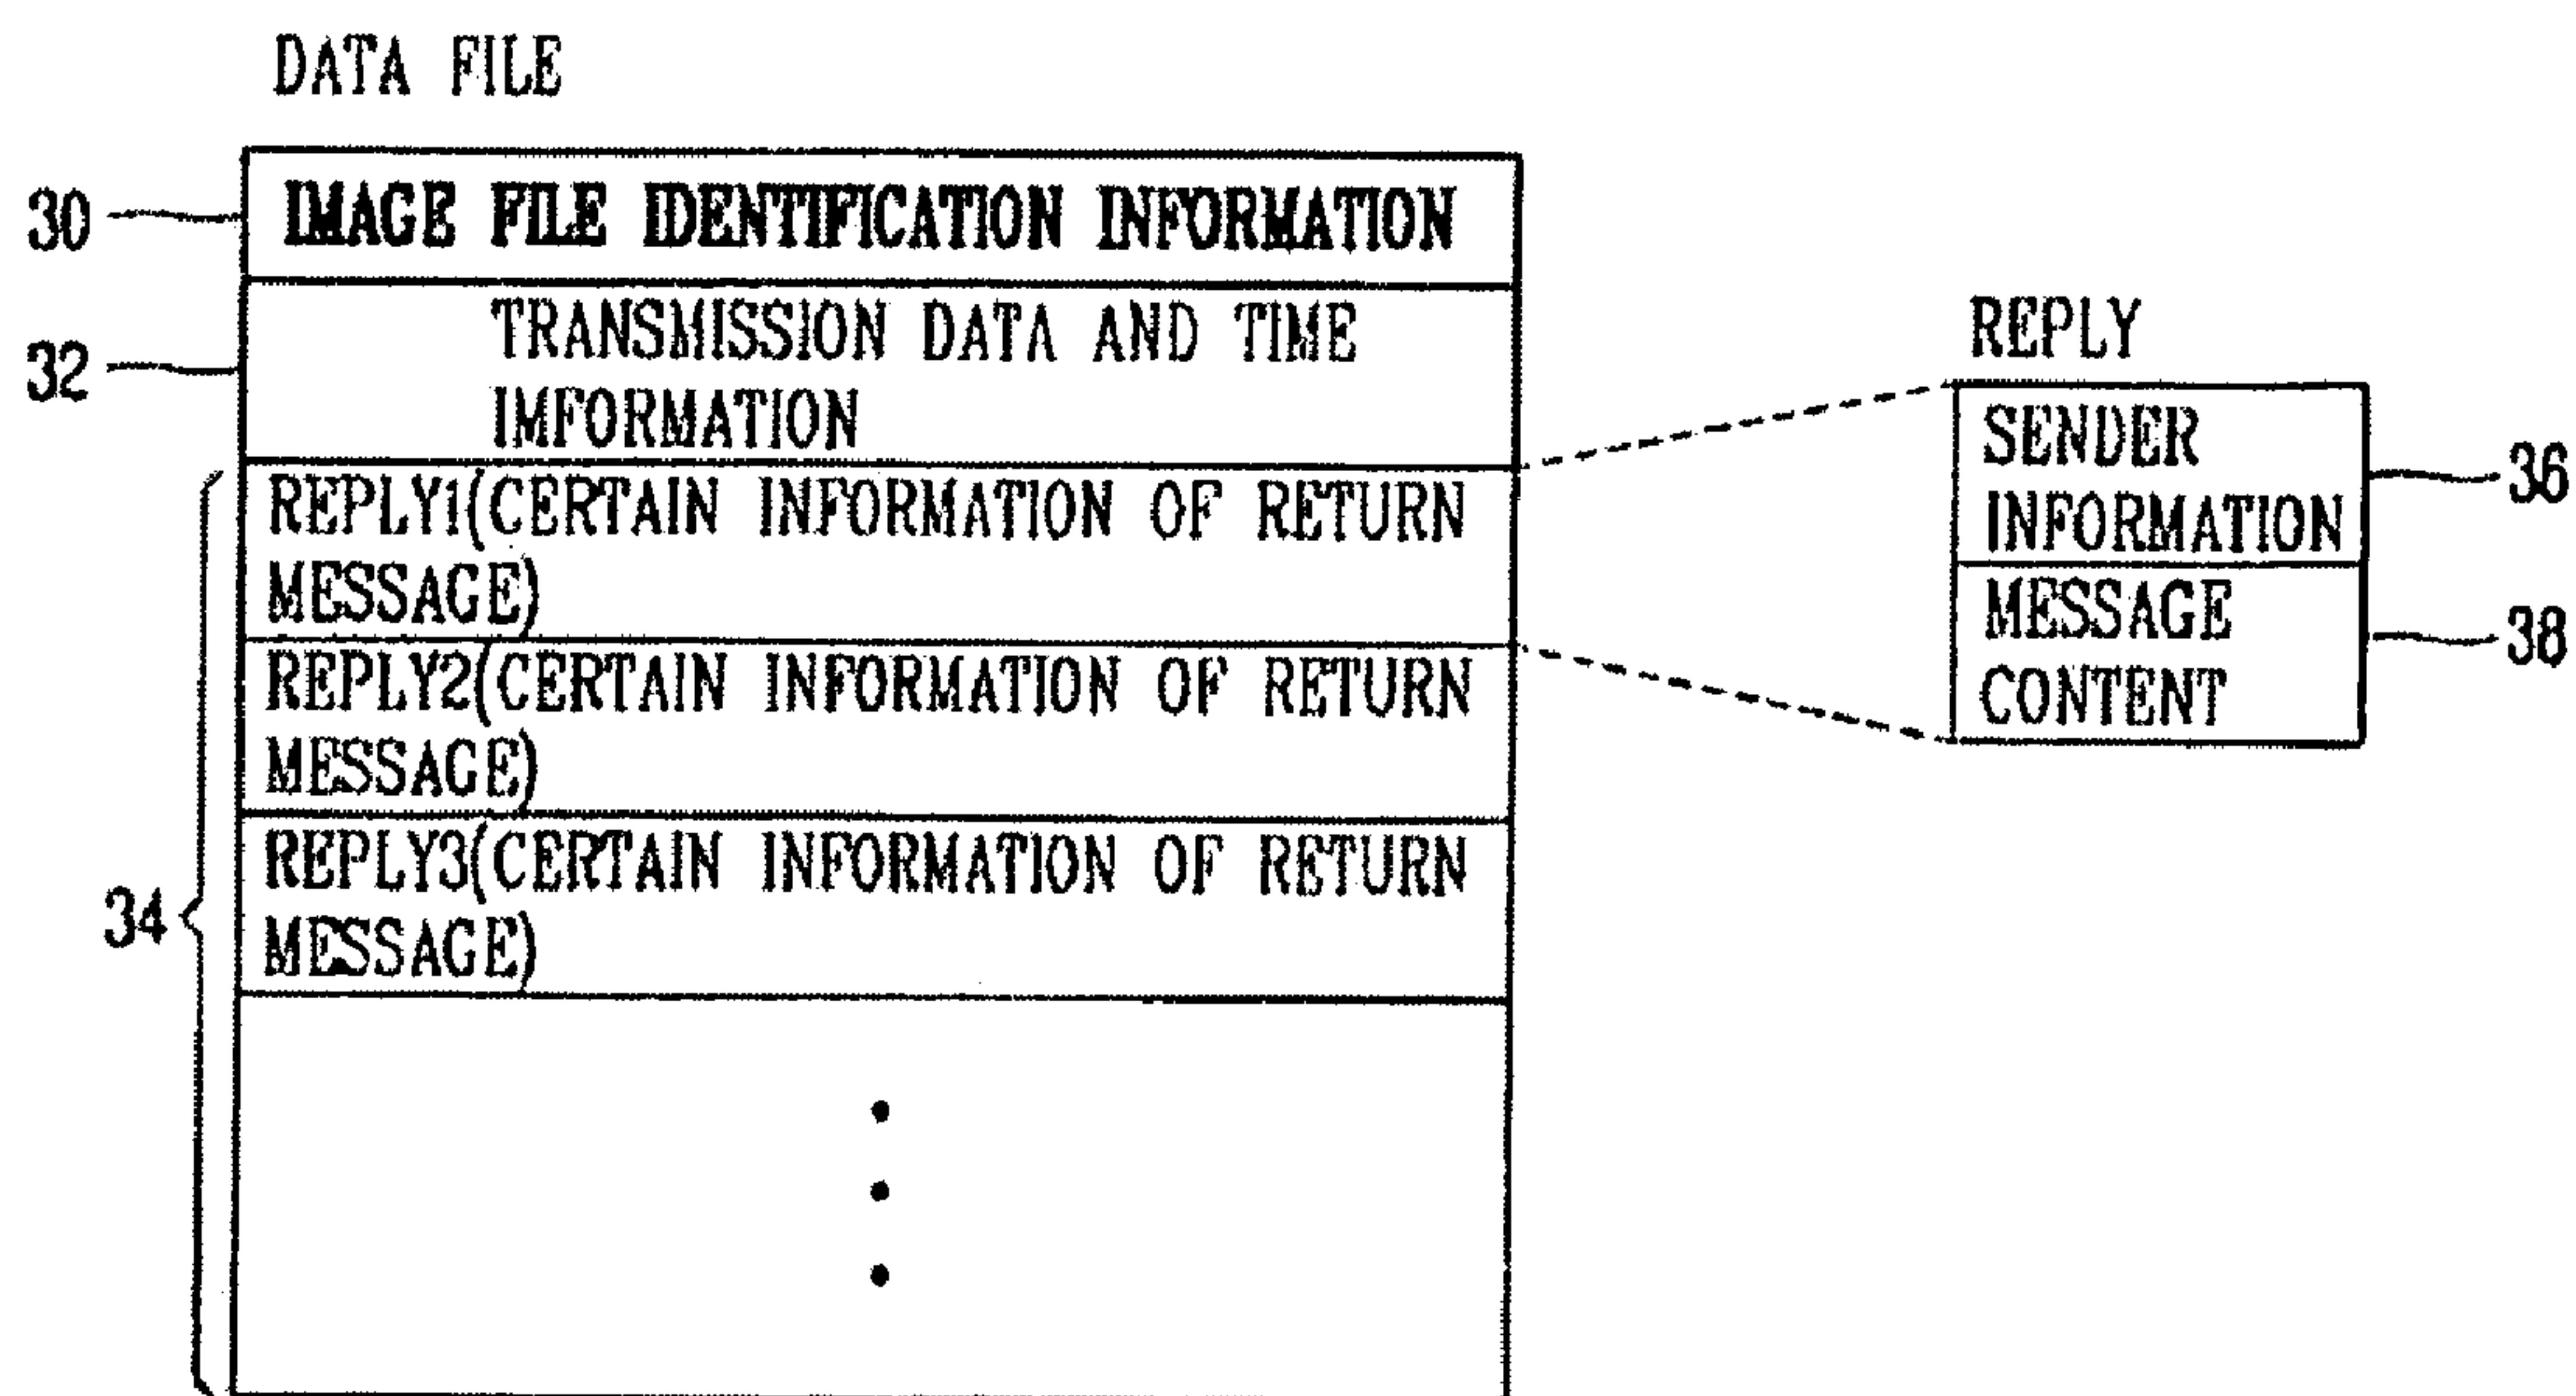 DATA FILE
30
IMAGE FILE IDENTIFICATION INFORMATION
32
TRANSMISSION DATA AND TIME
IMFORMATION
34
REPLY1(CERTAIN INFORMATION OF RETURN
MESSAGE)
REPLY2(CERTAIN INFORMATION OF RETURN
MESSAGE)
REPLY3(CERTAIN INFORMATION OF RETURN
MESSAGE)
REPLY
SENDER
INFORMATION
36
MESSAGE
CONTENT
38